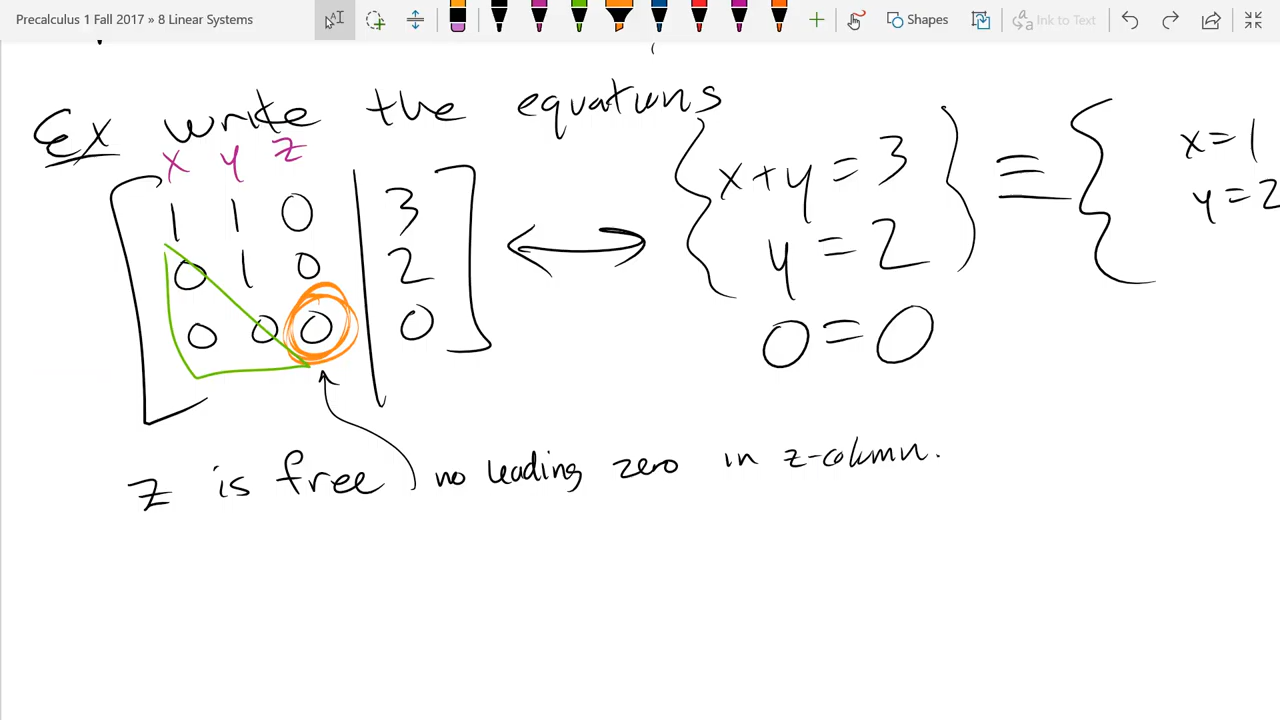 Precalculus 1 Fall 2017 » 8 Linear Systems
Shapes
Ink to Text
Ex write the equations
x y z
1 1 0 | 3
0 1 0 | 2
0 0 0 | 0
x+y=3
y=2
0=0
≡
x=1
y=2
z is free
no leading zero in z-column.